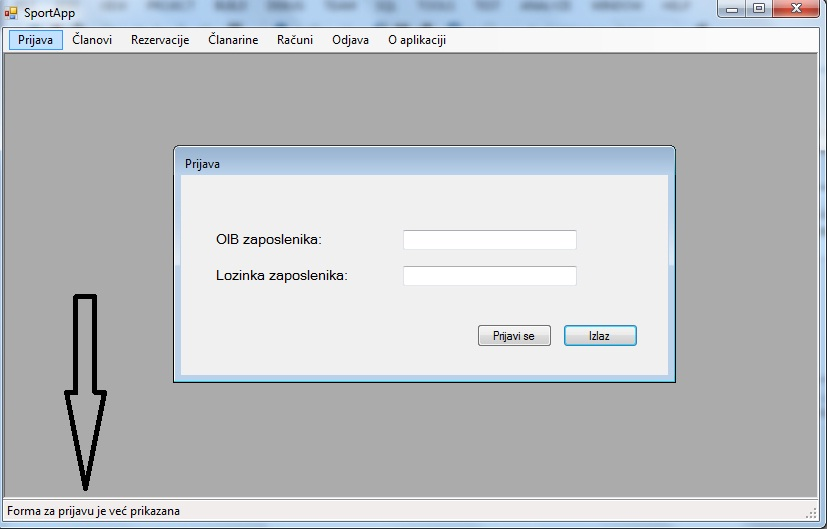 SportApp
Prijava Članovi Rezervacije Članarine Računi Odjava O aplikaciji
Prijava
OIB zaposlenika:
Lozinka zaposlenika:
Prijavi se Izlaz
Forma za prijavu je već prikazana